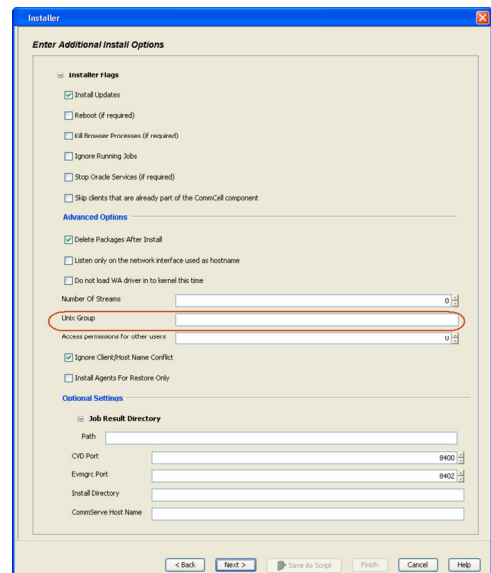 Installer
Enter Additional Install Options
Installer Flags
Install Updates
Reboot (if required)
Kill Browser Processes (if required)
Ignore Running Jobs
Stop Oracle Services (if required)
Skip clients that are already part of the CommCell component
Advanced Options
Delete Packages After Install
Listen only on the network interface used as hostname
Do not load WA driver in to kernel this time
Number Of Streams 0
Unix Group
Access permissions for other users 0
Ignore Client/Host Name Conflict
Install Agents For Restore Only
Optional Settings
Job Result Directory
Path
CVD Port 8400
Evmgrc Port 8402
Install Directory
CommServe Host Name
< Back Next > Save As Script Finish Cancel Help